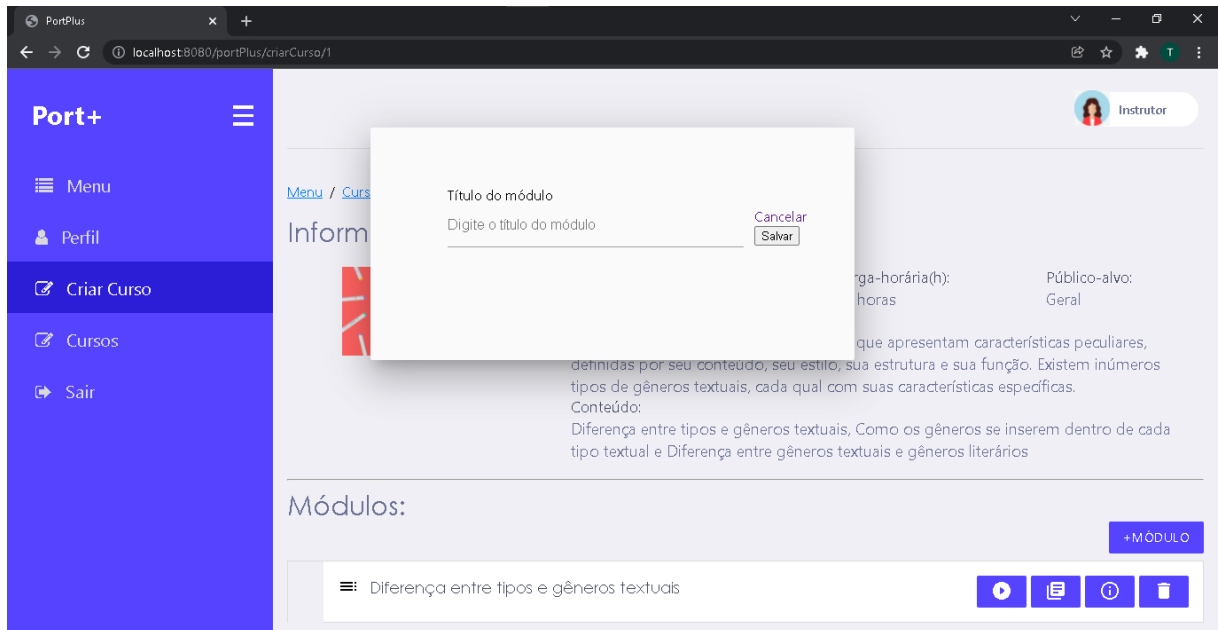 PortPlus
localhost:8080/portPlus/criarCurso/1
T
Port+
Instrutor
Menu
Perfil
Criar Curso
Cursos
Sair
Menu / Curs
Título do módulo
Digite o título do módulo
Cancelar
Salvar
Inform
rga-horária(h):
Público-alvo:
horas
Geral
que apresentam características peculiares,
definidas por seu conteúdo, seu estilo, sua estrutura e sua função. Existem inúmeros
tipos de gêneros textuais, cada qual com suas características específicas.
Conteúdo:
Diferença entre tipos e gêneros textuais, Como os gêneros se inserem dentro de cada
tipo textual e Diferença entre gêneros textuais e gêneros literários
Módulos:
+MÓDULO
Diferença entre tipos e gêneros textuais